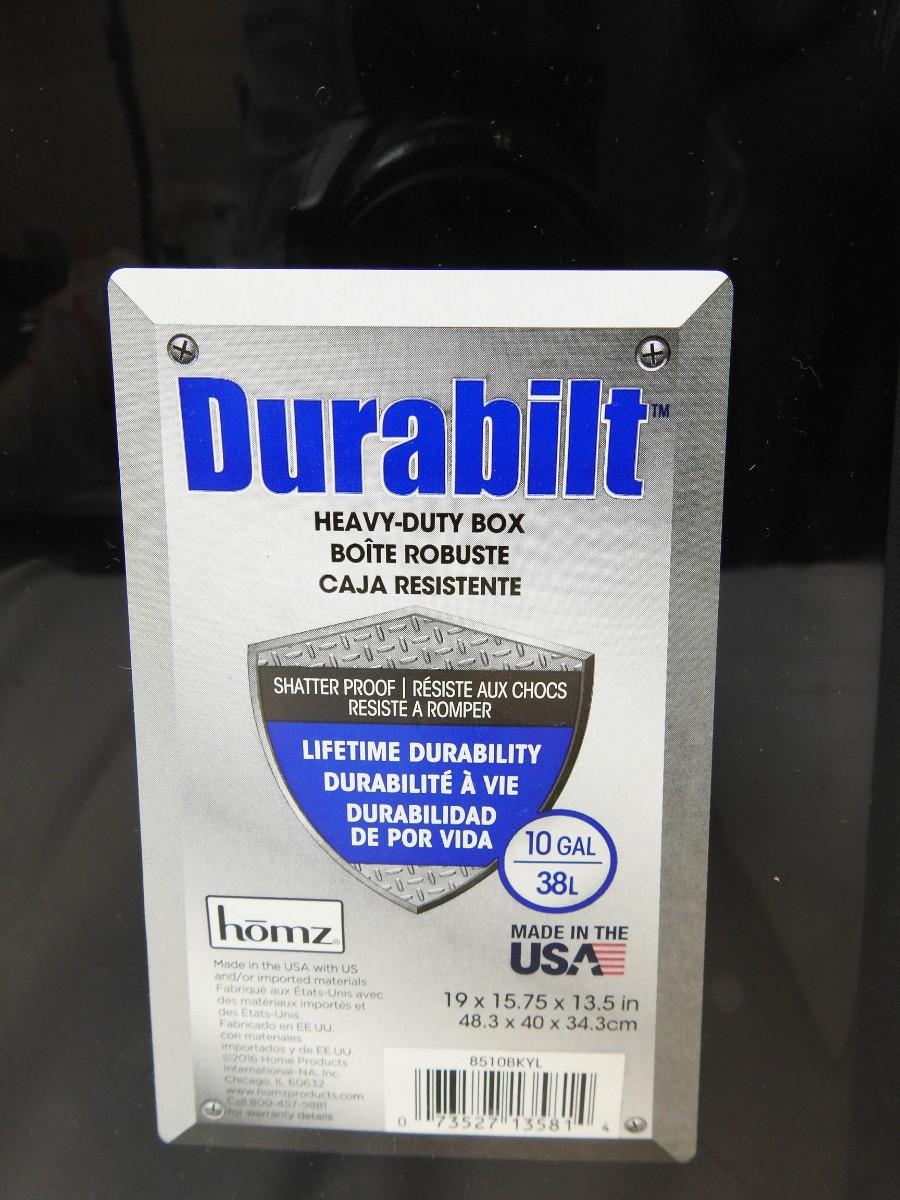 Durabilt™
HEAVY-DUTY BOX
BOÎTE ROBUSTE
CAJA RESISTENTE
SHATTER PROOF | RÉSISTE AUX CHOCS
RESISTE A ROMPER
LIFETIME DURABILITY
DURABILITÉ À VIE
DURABILIDAD
DE POR VIDA
10 GAL
38L
hōmz®
MADE IN THE
USA
Made in the USA with US
and/or imported materials
Fabriqué aux États-Unis avec
des matériaux importés et
des États-Unis.
Fabricado en EE.UU.
con materiales
importados y de EE.UU.
©2016 Home Products
International-NA, Inc.
Chicago, IL 60632
www.homzproducts.com
Call 800-457-9881
for warranty details
19 x 15.75 x 13.5 in
48.3 x 40 x 34.3cm
8510BKYL
0 73527 13581 4